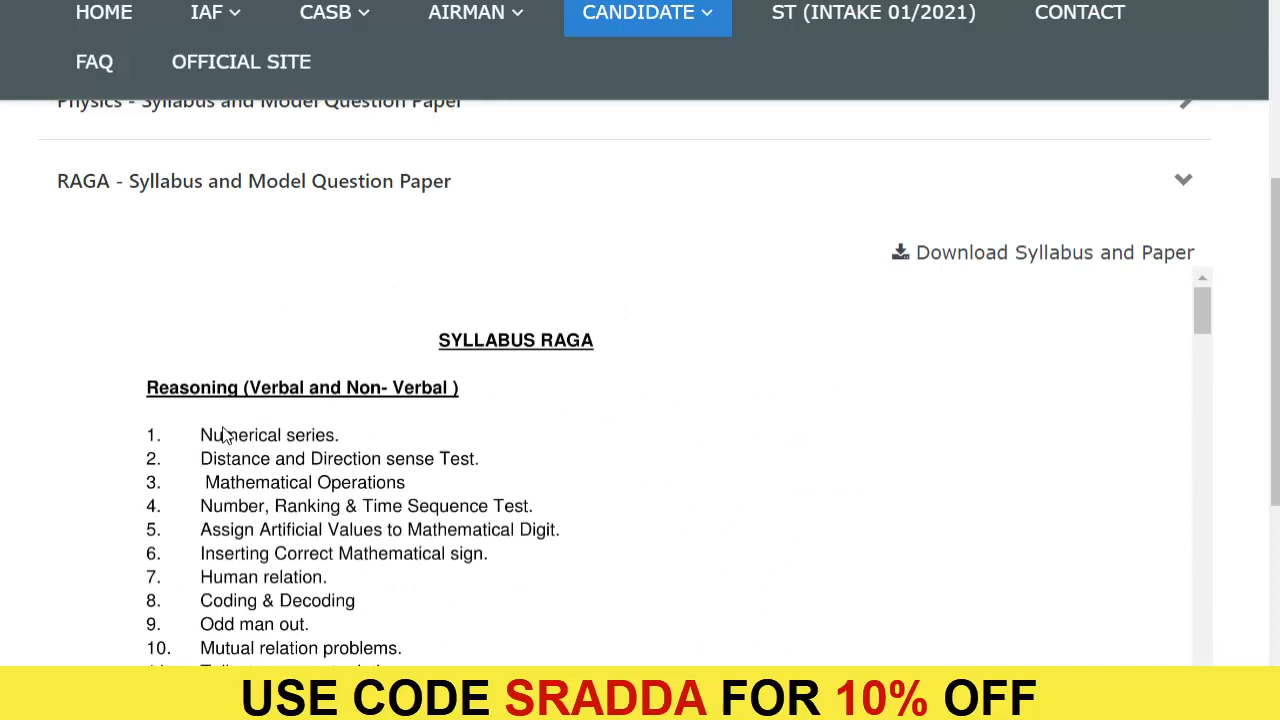 HOME IAF CASB AIRMAN CANDIDATE ST (INTAKE 01/2021) CONTACT
FAQ OFFICIAL SITE
Physics - Syllabus and Model Question Paper
RAGA - Syllabus and Model Question Paper
Download Syllabus and Paper
SYLLABUS RAGA
Reasoning (Verbal and Non- Verbal )
1. Numerical series.
2. Distance and Direction sense Test.
3. Mathematical Operations
4. Number, Ranking & Time Sequence Test.
5. Assign Artificial Values to Mathematical Digit.
6. Inserting Correct Mathematical sign.
7. Human relation.
8. Coding & Decoding
9. Odd man out.
10. Mutual relation problems.
USE CODE SRADDA FOR 10% OFF